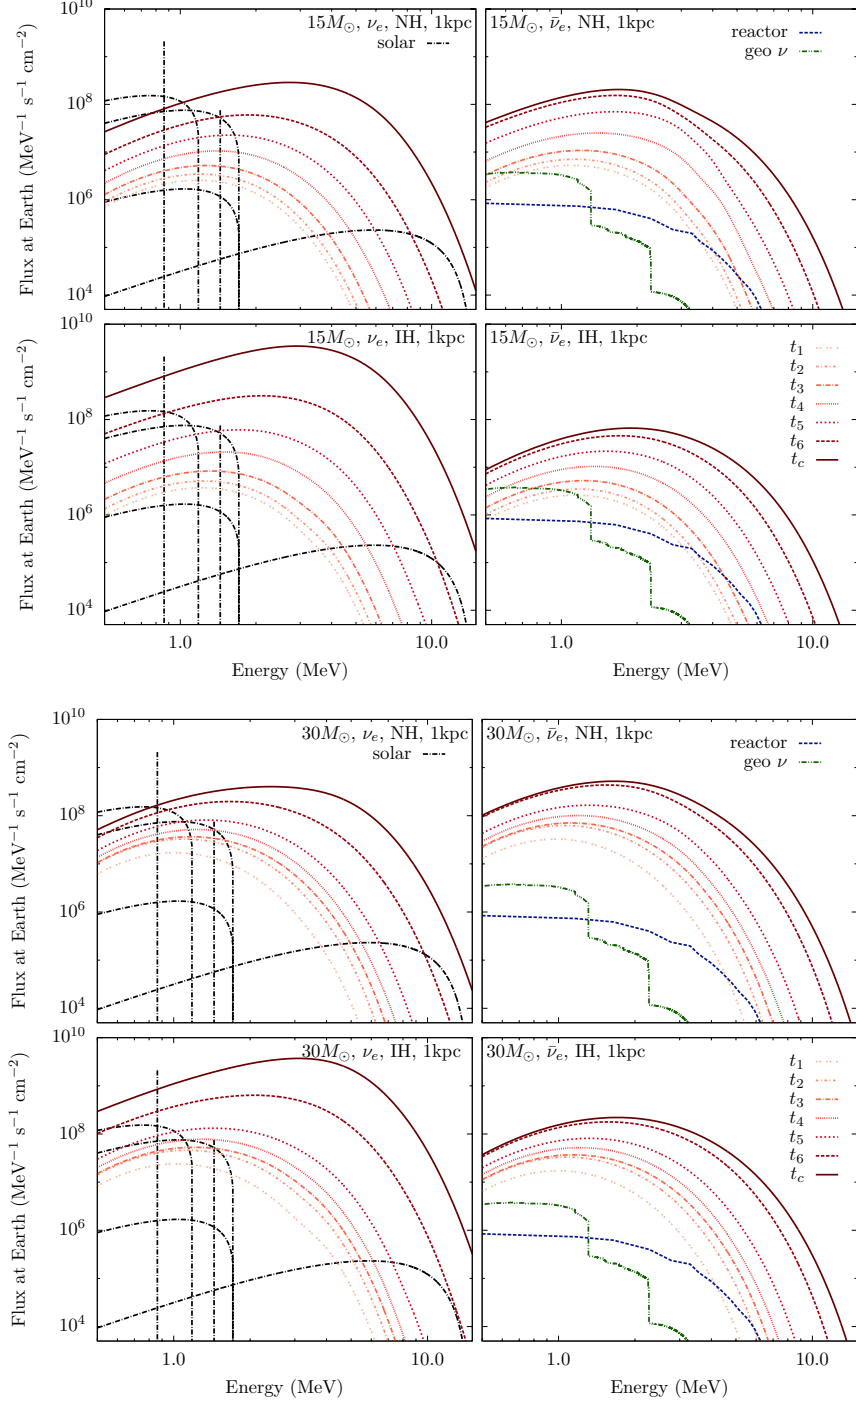 15M⊙, νe, NH, 1kpc
solar
15M⊙, ν̄e, NH, 1kpc
reactor
geo ν
10^10
10^8
10^6
10^4
Flux at Earth (MeV−1 s−1 cm−2)
15M⊙, νe, IH, 1kpc
15M⊙, ν̄e, IH, 1kpc
t1
t2
t3
t4
t5
t6
tc
10^10
10^8
10^6
10^4
Flux at Earth (MeV−1 s−1 cm−2)
1.0 10.0
1.0 10.0
Energy (MeV)
Energy (MeV)
30M⊙, νe, NH, 1kpc
solar
30M⊙, ν̄e, NH, 1kpc
reactor
geo ν
10^10
10^8
10^6
10^4
Flux at Earth (MeV−1 s−1 cm−2)
30M⊙, νe, IH, 1kpc
30M⊙, ν̄e, IH, 1kpc
t1
t2
t3
t4
t5
t6
tc
10^10
10^8
10^6
10^4
Flux at Earth (MeV−1 s−1 cm−2)
1.0 10.0
1.0 10.0
Energy (MeV)
Energy (MeV)